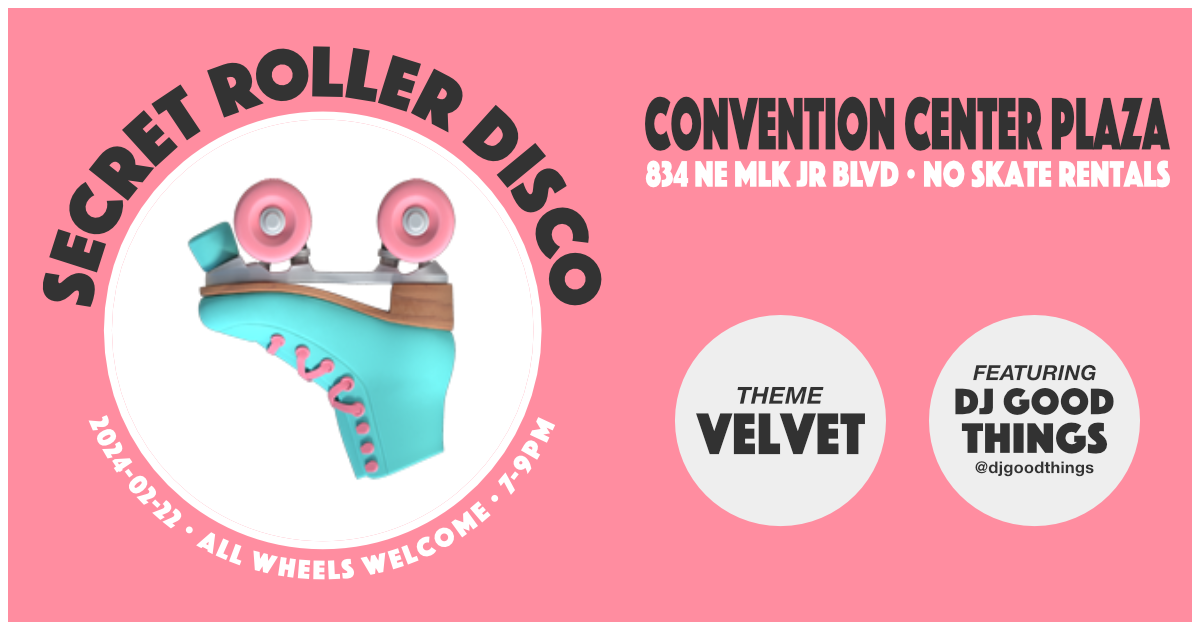 SECRET ROLLER DISCO
2024-02-22 • ALL WHEELS WELCOME • 7-9PM
CONVENTION CENTER PLAZA
834 NE MLK JR BLVD • NO SKATE RENTALS
THEME
VELVET
FEATURING
DJ GOOD
THINGS
@djgoodthings